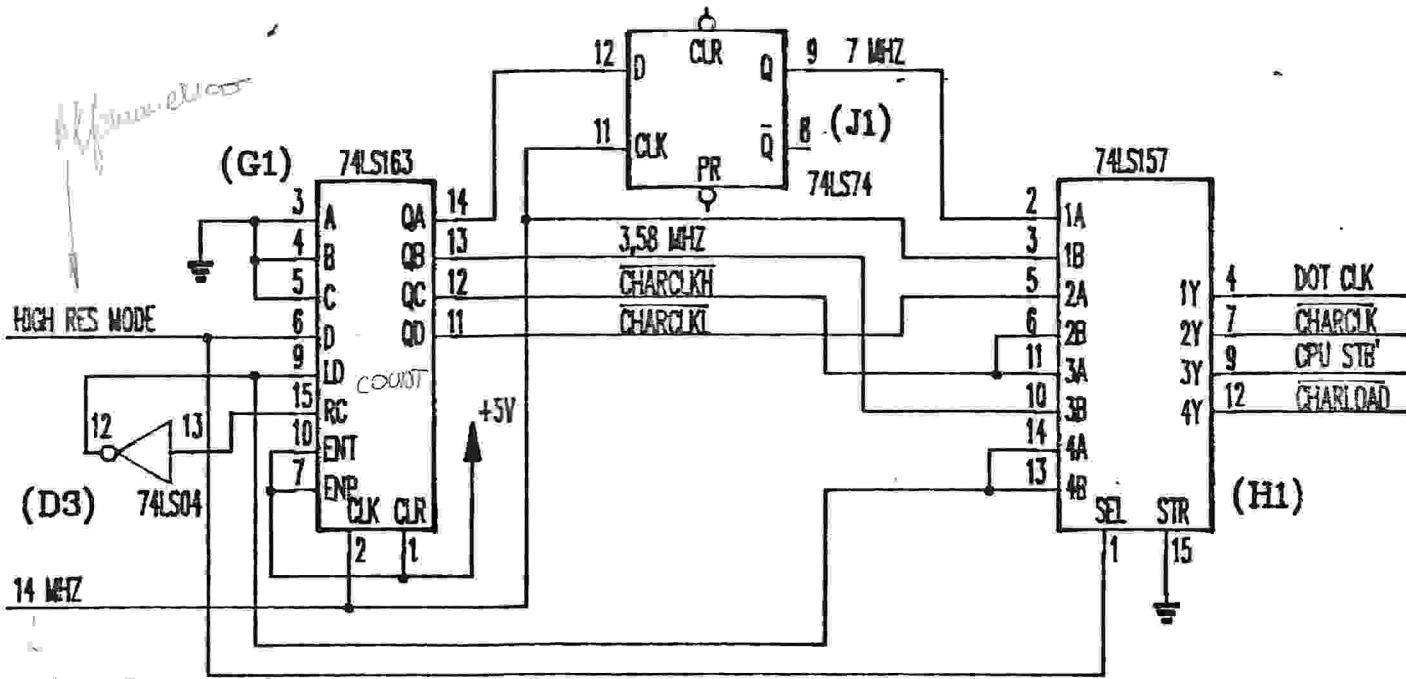 CLR
12 D Q 9 7 MHZ
11 CLK Q 8 (J1)
PR
74LS74
(G1) 74LS163
3 A QA 14
4 B QB 13 3,58 MHZ
5 C QC 12 CHARCLKH
HIGH RES MODE 6 D QD 11 CHARCLKL
9 LD
COUNT
15 RC
10 ENT
7 ENP
CLK CLR
2 1
+5V
12 13
(D3) 74LS04
14 MHZ
74LS157
2 1A
3 1B
5 2A 1Y 4 DOT CLK
6 2B 2Y 7 CHARCLK
11 3A 3Y 9 CPU STB'
10 3B 4Y 12 CHARLOAD
14 4A
13 4B
SEL STR (H1)
1 15